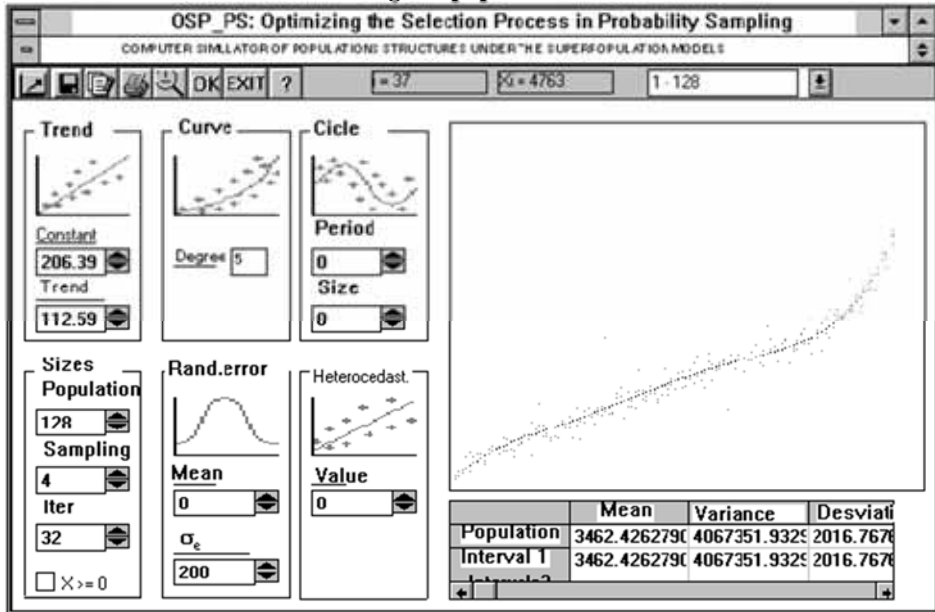 OSP_PS: Optimizing the Selection Process in Probability Sampling
COMPUTER SIMLLATOR OF POPULATIONS STRUCTURES UNDER THE SUPERPOPULATION MODELS
OK EXIT ? i = 37 Xi = 4763 1 - 128
Trend
Constant
206.39
Trend
112.59
Curve
Degree 5
Cicle
Period
0
Size
0
Sizes
Population
128
Sampling
4
Iter
32
X >= 0
Rand.error
Mean
0
σe
200
Heterocedast.
Value
0
Mean Variance Desviati
Population 3462.4262790 4067351.9329 2016.7676
Interval 1 3462.4262790 4067351.9329 2016.7676